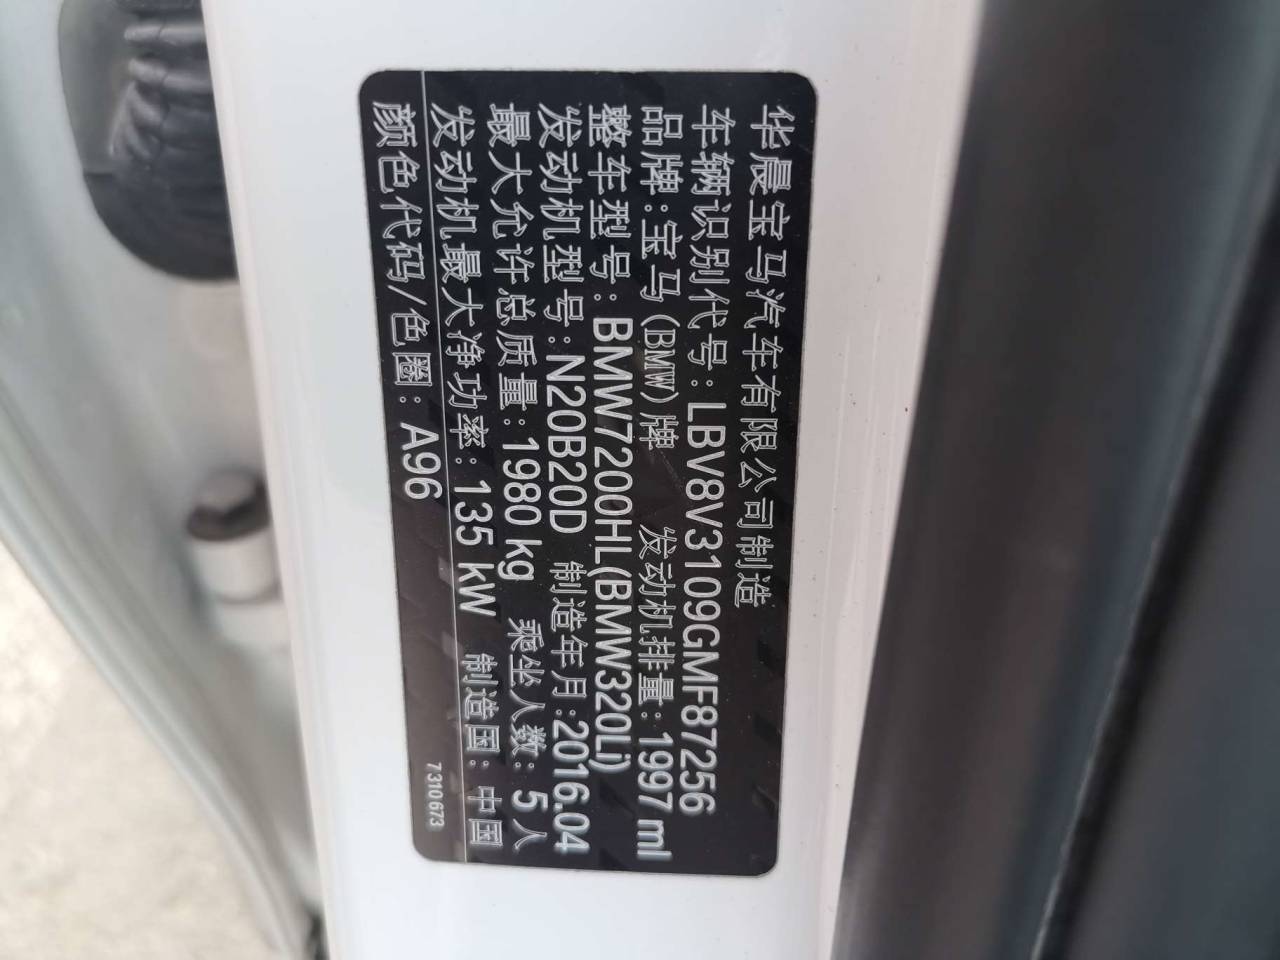 华晨宝马汽车有限公司制造
车辆识别代号:LBV8V3109GMF87256
品牌:宝马(BMW)牌 发动机排量:1997 ml
整车型号:BMW7200HL(BMW320Li)
发动机型号:N20B20D 制造年月:2016.04
最大允许总质量:1980 kg 乘坐人数:5人
发动机最大净功率:135 kW 制造国:中国
颜色代码/色圈:A96
7310673